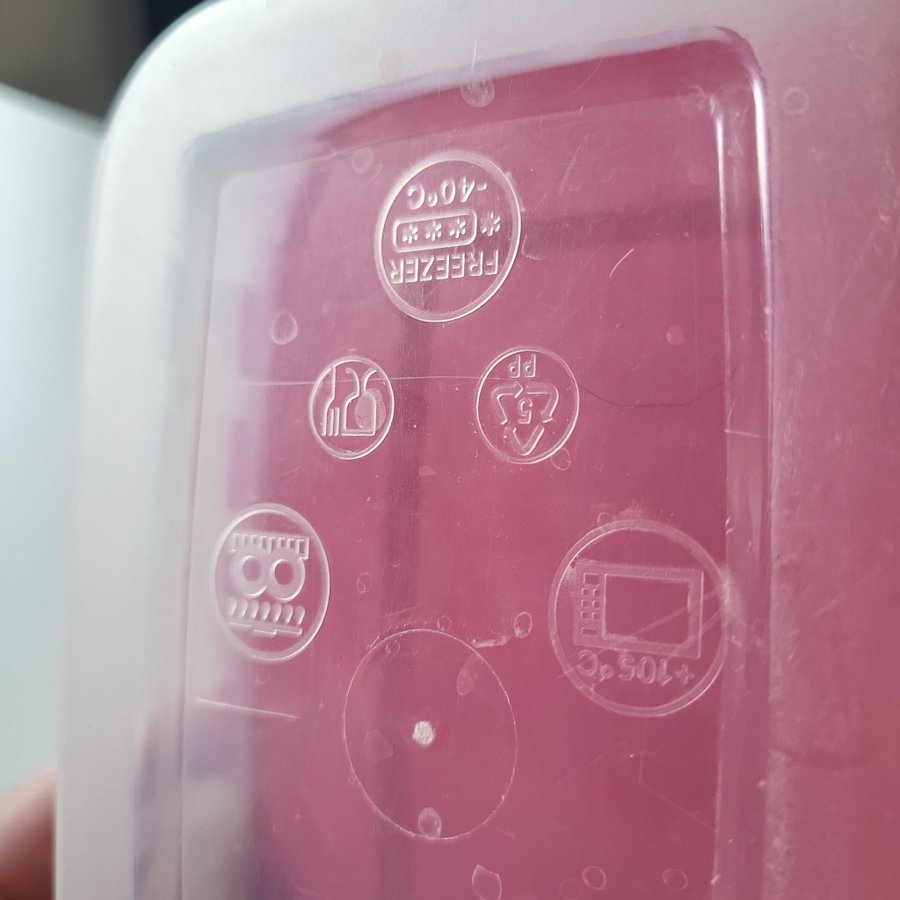 FREEZER
* ***
-40°C
5
PP
+105°C